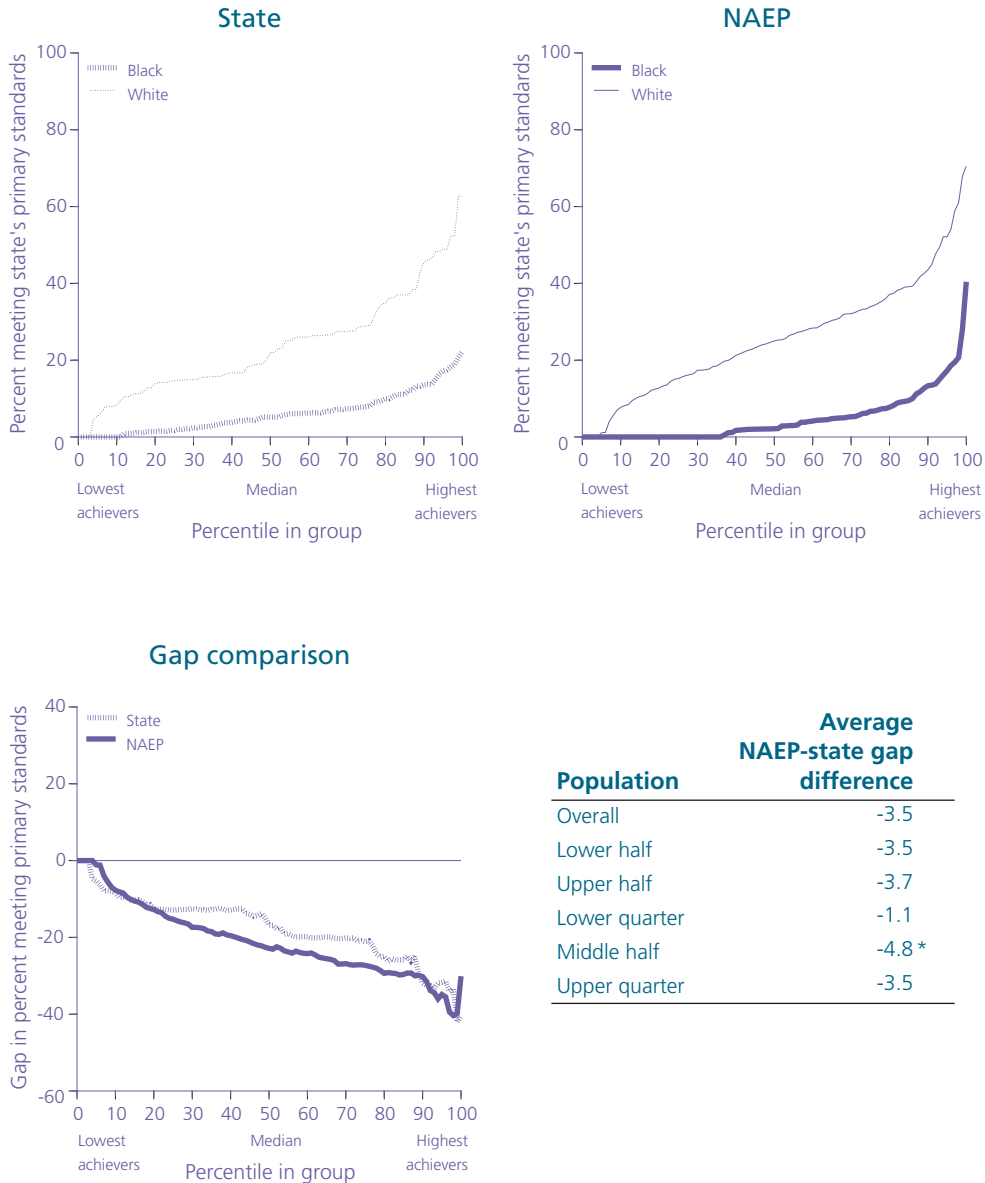 State
Percent meeting state's primary standards
100
80
60
40
20
0
Black
White
0 10 20 30 40 50 60 70 80 90 100
Lowest achievers
Median
Highest achievers
Percentile in group
NAEP
Percent meeting state's primary standards
100
80
60
40
20
0
Black
White
0 10 20 30 40 50 60 70 80 90 100
Lowest achievers
Median
Highest achievers
Percentile in group
Gap comparison
Gap in percent meeting primary standards
40
20
0
-20
-40
-60
State
NAEP
0 10 20 30 40 50 60 70 80 90 100
Lowest achievers
Median
Highest achievers
Percentile in group
Average
NAEP-state gap
Population difference
Overall -3.5
Lower half -3.5
Upper half -3.7
Lower quarter -1.1
Middle half -4.8 *
Upper quarter -3.5